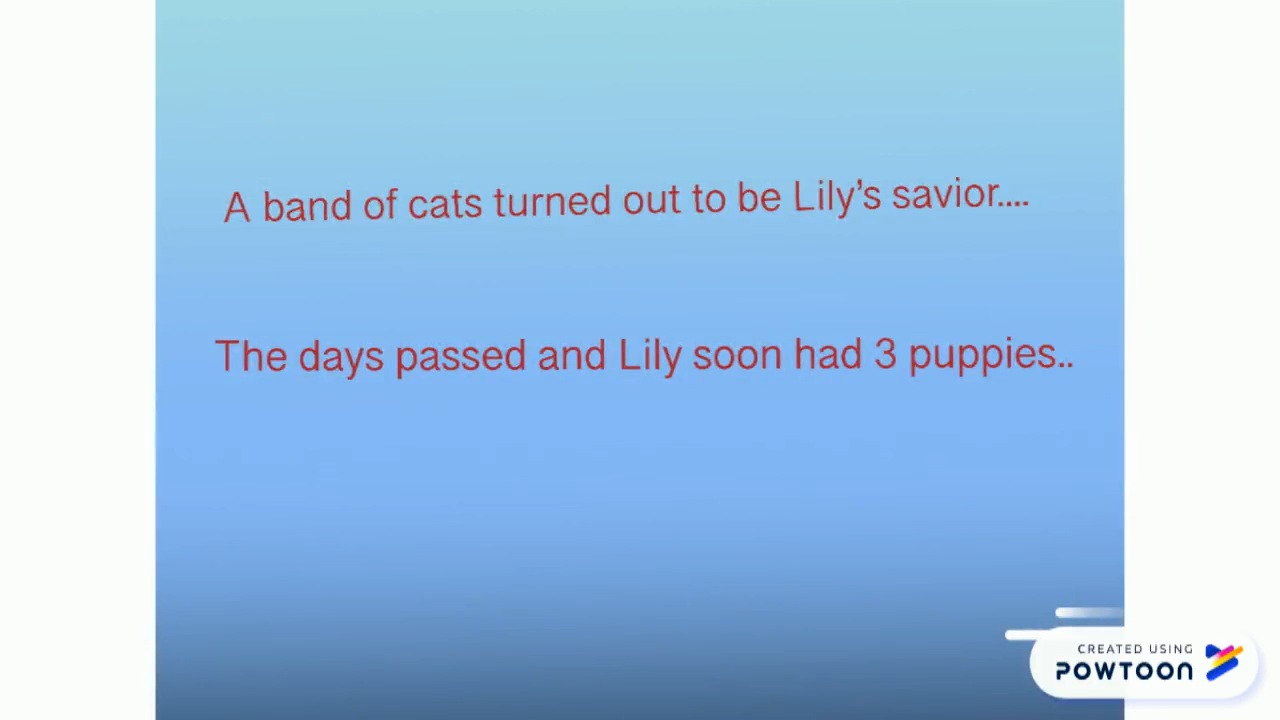 A band of cats turned out to be Lily’s savior....
The days passed and Lily soon had 3 puppies..
CREATED USING
POWTOON